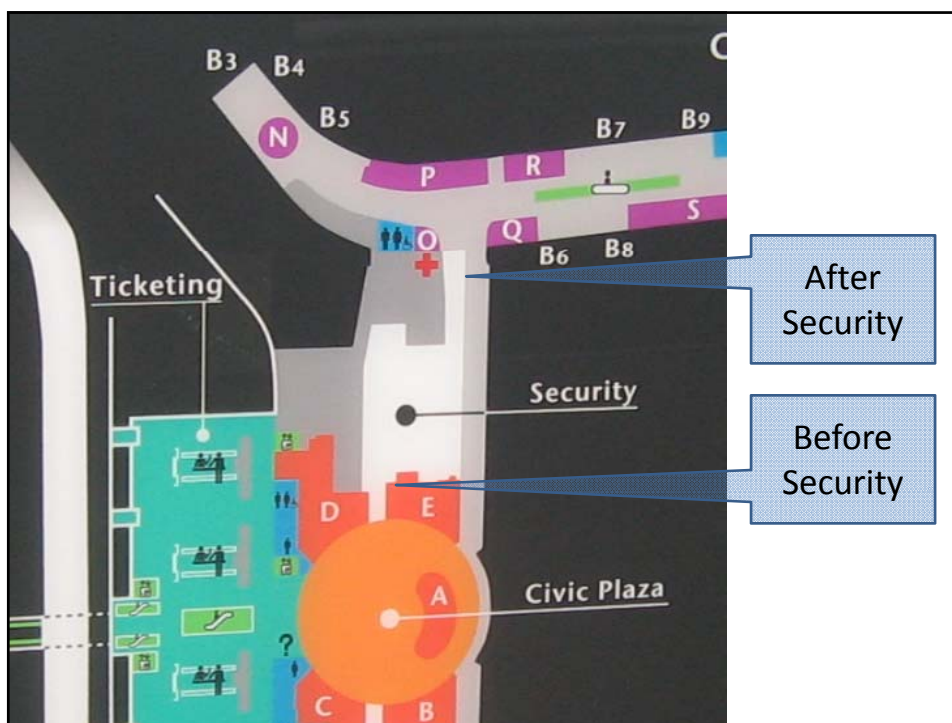 C
B3
B4
B5
N
B9
B7
P
R
S
O
Q
B6
B8
After
Security
Ticketing
Security
Before
Security
D
E
A
Civic Plaza
?
C
B